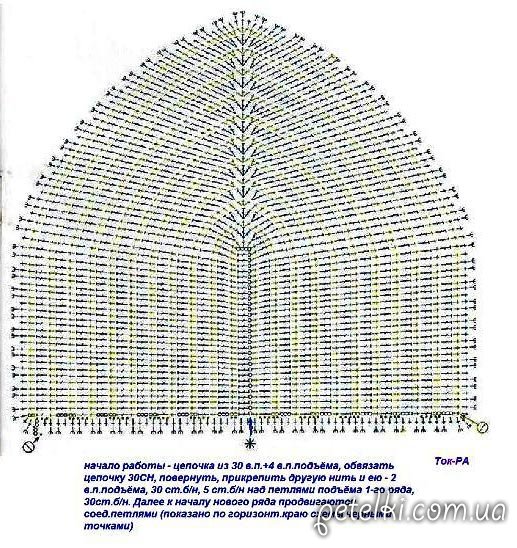 Ток-РА
начало работы - цепочка из 30 в.п.+4 в.п.подъёма, обвязать
цепочку 30СН, повернуть, прикрепить другую нить и ею - 2
в.п.подъёма, 30 ст.б/н, 5 ст.б/н над петлями подъёма 1-го ряда,
30ст.б/н. Далее к началу нового ряда продвигаются
соед.петлями (показано по горизонт.краю
точками)
petelki.com.ua